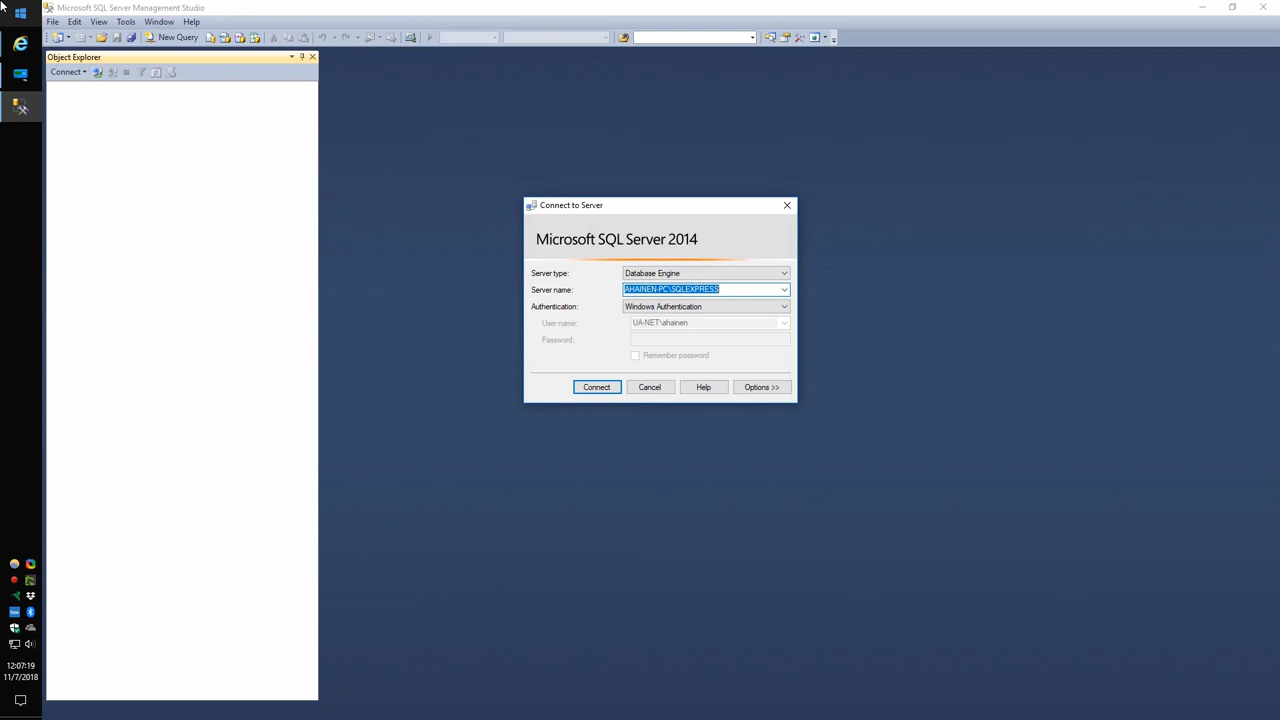 Microsoft SQL Server Management Studio
File Edit View Tools Window Help
New Query
Object Explorer
Connect
Connect to Server
Microsoft SQL Server 2014
Server type: Database Engine
Server name: AHAINEN-PC\SQLEXPRESS
Authentication: Windows Authentication
User name: UA-NET\ahainen
Password:
Remember password
Connect Cancel Help Options >>
12:07:19
11/7/2018